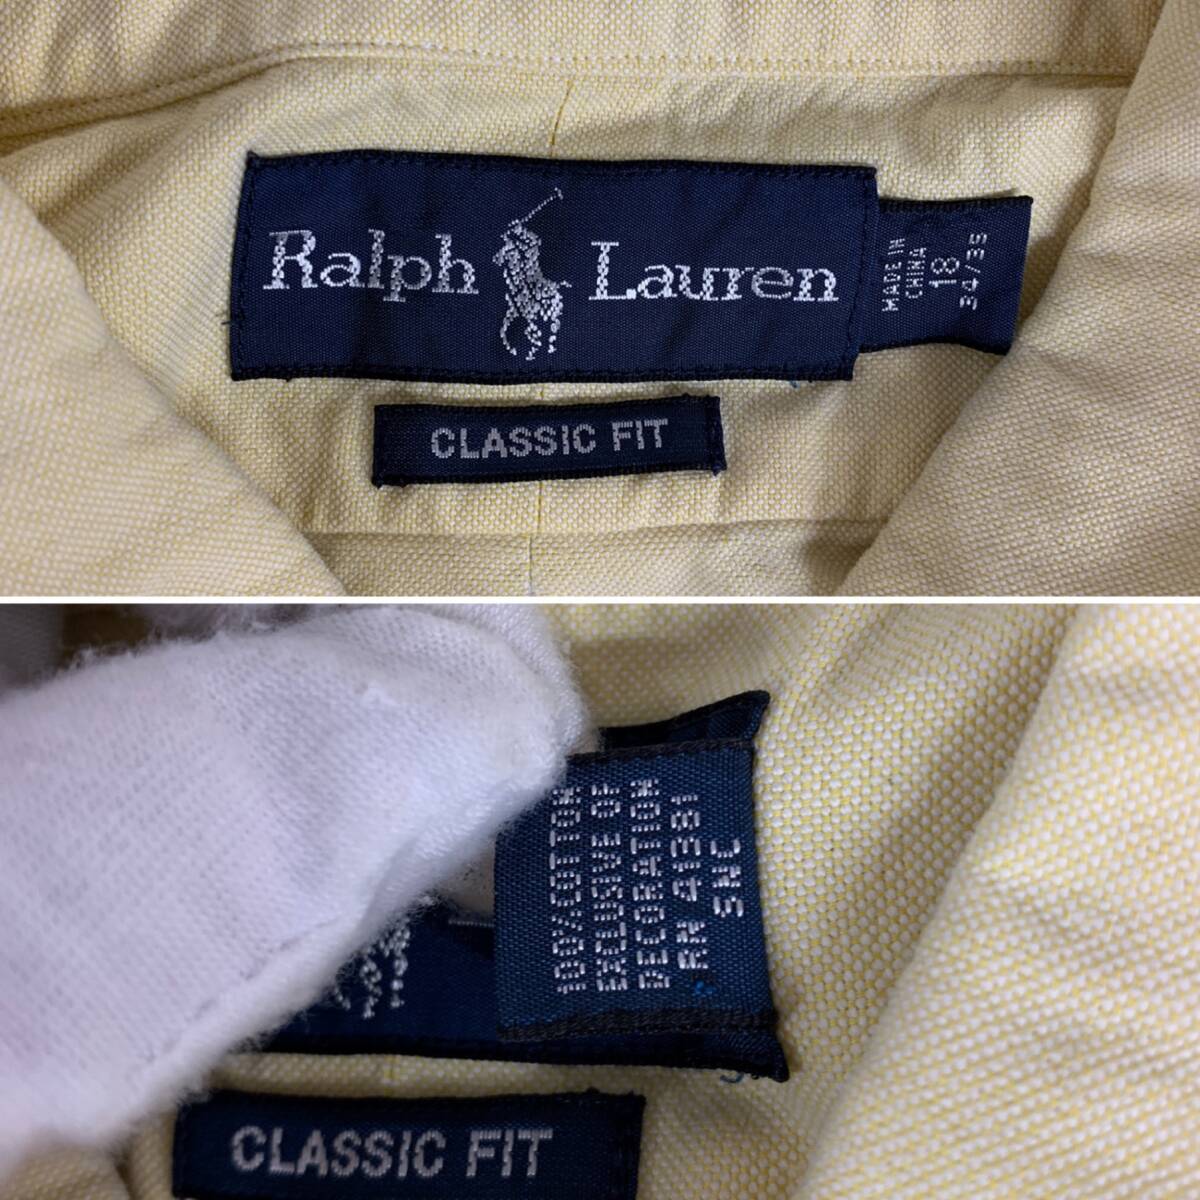 Ralph Lauren
MADE IN
CHINA
18
34/35
CLASSIC FIT
100% COTTON
EXCLUSIVE OF
DECORATION
RN 41381
SNC
CLASSIC FIT